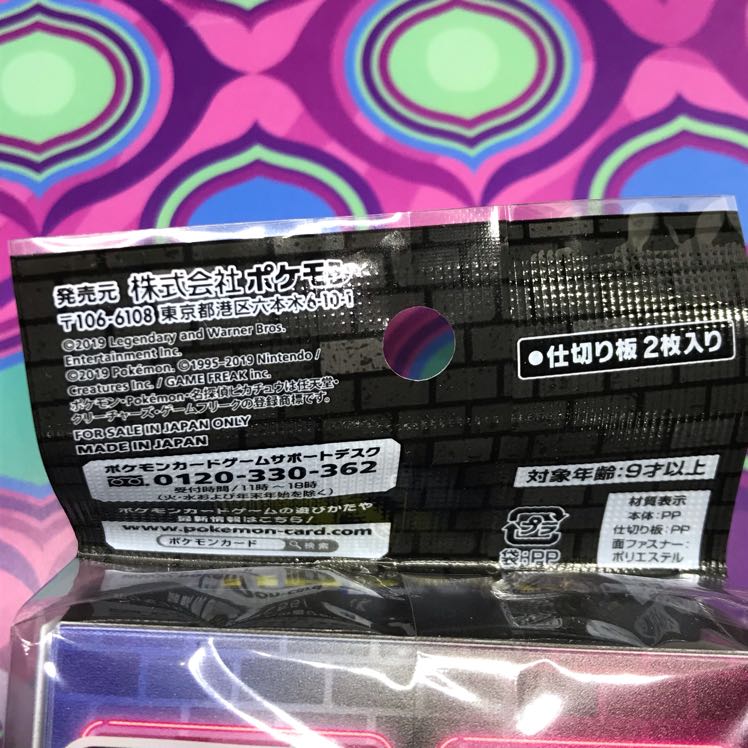 発売元 株式会社 ポケモン
〒106-6108 東京都港区六本木6-10-1
©2019 Legendary and Warner Bros.
Entertainment Inc.
©2019 Pokémon. ©1995-2019 Nintendo /
Creatures Inc. / GAME FREAK inc.
ポケモン・Pokémon・名探偵ピカチュウは任天堂・
クリーチャーズ・ゲームフリークの登録商標です。
FOR SALE IN JAPAN ONLY
MADE IN JAPAN
ポケモンカードゲームサポートデスク
0120-330-362
受付時間/11時～18時
(火・水および年末年始を除く)
ポケモンカードゲームの遊びかたや
最新情報はこちら!
www.pokemon-card.com
ポケモンカード 検索
●仕切り板 2枚入り
対象年齢:9才以上
プラ
袋:PP
材質表示
本体:PP
仕切り板:PP
面ファスナー:
ポリエステル